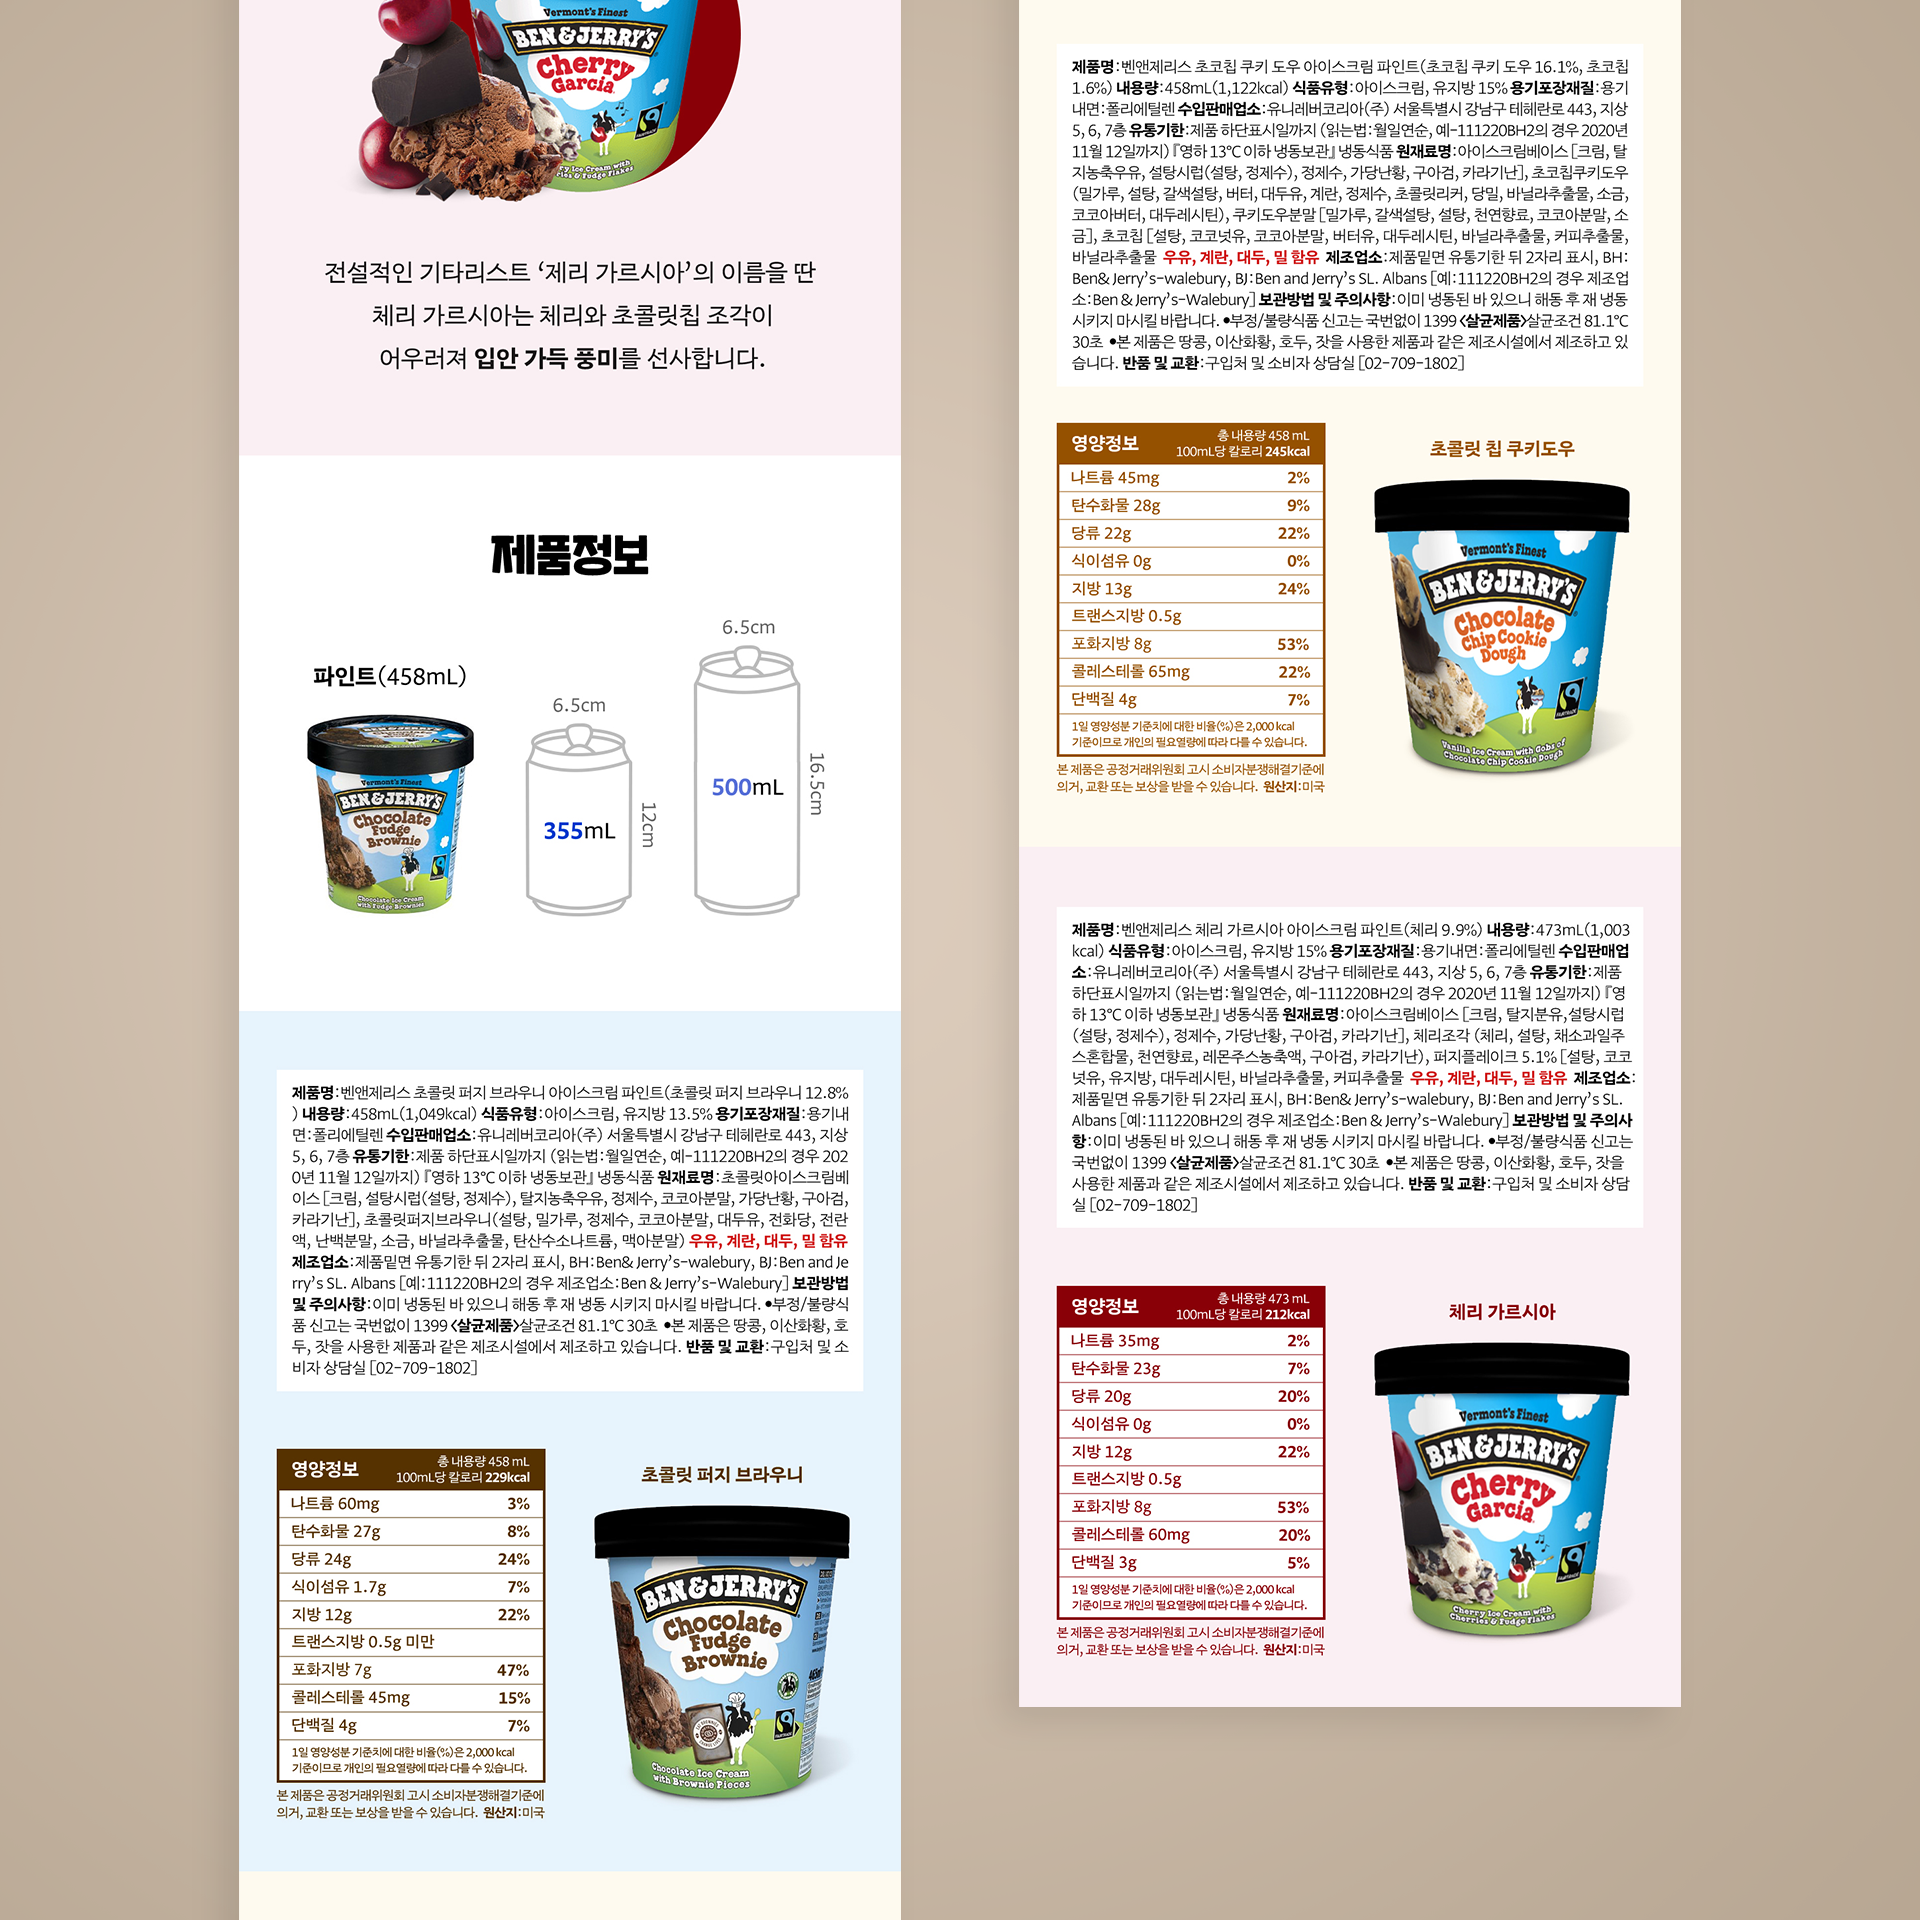 Vermont's Finest
BEN & JERRY'S
Cherry
Garcia
FAIRTRADE
ry Ice Cream with
ries & Fudge Flakes
전설적인 기타리스트 ‘제리 가르시아’의 이름을 딴
체리 가르시아는 체리와 초콜릿칩 조각이
어우러져 입안 가득 풍미를 선사합니다.
제품정보
파인트(458mL)
Vermont's Finest
BEN & JERRY'S
Chocolate
Fudge
Brownie
Chocolate Ice Cream
with Fudge Brownies
6.5cm
355mL
12cm
6.5cm
500mL
16.5cm
제품명:벤앤제리스 초콜릿 퍼지 브라우니 아이스크림 파인트(초콜릿 퍼지 브라우니 12.8%
) 내용량:458mL(1,049kcal) 식품유형:아이스크림, 유지방 13.5% 용기포장재질:용기내
면:폴리에틸렌 수입판매업소:유니레버코리아(주) 서울특별시 강남구 테헤란로 443, 지상
5, 6, 7층 유통기한:제품 하단표시일까지 (읽는법:월일연순, 예-111220BH2의 경우 202
0년 11월 12일까지)『영하 13℃ 이하 냉동보관』 냉동식품 원재료명:초콜릿아이스크림베
이스 [크림, 설탕시럽(설탕, 정제수), 탈지농축우유, 정제수, 코코아분말, 가당난황, 구아검,
카라기난], 초콜릿퍼지브라우니(설탕, 밀가루, 정제수, 코코아분말, 대두유, 전화당, 전란
액, 난백분말, 소금, 바닐라추출물, 탄산수소나트륨, 맥아분말) 우유, 계란, 대두, 밀 함유
제조업소:제품밑면 유통기한 뒤 2자리 표시, BH:Ben& Jerry's-walebury, BJ:Ben and Je
rry's SL. Albans [예:111220BH2의 경우 제조업소:Ben & Jerry's-Walebury] 보관방법
및 주의사항:이미 냉동된 바 있으니 해동 후 재 냉동 시키지 마시킬 바랍니다. •부정/불량식
품 신고는 국번없이 1399 <살균제품>살균조건 81.1℃ 30초 •본 제품은 땅콩, 이산화황, 호
두, 잣을 사용한 제품과 같은 제조시설에서 제조하고 있습니다. 반품 및 교환:구입처 및 소
비자 상담실 [02-709-1802]
영양정보
총 내용량 458 mL
100mL당 칼로리 229kcal
나트륨 60mg 3%
탄수화물 27g 8%
당류 24g 24%
식이섬유 1.7g 7%
지방 12g 22%
트랜스지방 0.5g 미만
포화지방 7g 47%
콜레스테롤 45mg 15%
단백질 4g 7%
1일 영양성분 기준치에 대한 비율(%)은 2,000 kcal
기준이므로 개인의 필요열량에 따라 다를 수 있습니다.
본 제품은 공정거래위원회 고시 소비자분쟁해결기준에
의거, 교환 또는 보상을 받을 수 있습니다. 원산지:미국
초콜릿 퍼지 브라우니
BEN & JERRY'S
Chocolate
Fudge
Brownie
FAIRTRADE
Chocolate Ice Cream
with Brownie Pieces
제품명:벤앤제리스 초코칩 쿠키 도우 아이스크림 파인트(초코칩 쿠키 도우 16.1%, 초코칩
1.6%) 내용량:458mL(1,122kcal) 식품유형:아이스크림, 유지방 15% 용기포장재질:용기
내면:폴리에틸렌 수입판매업소:유니레버코리아(주) 서울특별시 강남구 테헤란로 443, 지상
5, 6, 7층 유통기한:제품 하단표시일까지 (읽는법:월일연순, 예-111220BH2의 경우 2020년
11월 12일까지)『영하 13℃ 이하 냉동보관』 냉동식품 원재료명:아이스크림베이스 [크림, 탈
지농축우유, 설탕시럽(설탕, 정제수), 정제수, 가당난황, 구아검, 카라기난], 초코칩쿠키도우
(밀가루, 설탕, 갈색설탕, 버터, 대두유, 계란, 정제수, 초콜릿리커, 당밀, 바닐라추출물, 소금,
코코아버터, 대두레시틴), 쿠키도우분말 [밀가루, 갈색설탕, 설탕, 천연향료, 코코아분말, 소
금], 초코칩 [설탕, 코코넛유, 코코아분말, 버터유, 대두레시틴, 바닐라추출물, 커피추출물,
바닐라추출물 우유, 계란, 대두, 밀 함유 제조업소:제품밑면 유통기한 뒤 2자리 표시, BH:
Ben& Jerry's-walebury, BJ:Ben and Jerry's SL. Albans [예:111220BH2의 경우 제조업
소:Ben & Jerry's-Walebury] 보관방법 및 주의사항:이미 냉동된 바 있으니 해동 후 재 냉동
시키지 마시킬 바랍니다. •부정/불량식품 신고는 국번없이 1399 <살균제품>살균조건 81.1℃
30초 •본 제품은 땅콩, 이산화황, 호두, 잣을 사용한 제품과 같은 제조시설에서 제조하고 있
습니다. 반품 및 교환:구입처 및 소비자 상담실 [02-709-1802]
영양정보
총 내용량 458 mL
100mL당 칼로리 245kcal
나트륨 45mg 2%
탄수화물 28g 9%
당류 22g 22%
식이섬유 0g 0%
지방 13g 24%
트랜스지방 0.5g
포화지방 8g 53%
콜레스테롤 65mg 22%
단백질 4g 7%
1일 영양성분 기준치에 대한 비율(%)은 2,000 kcal
기준이므로 개인의 필요열량에 따라 다를 수 있습니다.
본 제품은 공정거래위원회 고시 소비자분쟁해결기준에
의거, 교환 또는 보상을 받을 수 있습니다. 원산지:미국
초콜릿 칩 쿠키도우
Vermont's Finest
BEN & JERRY'S
Chocolate
Chip Cookie
Dough
FAIRTRADE
Vanilla Ice Cream with Gobs of
Chocolate Chip Cookie Dough
제품명:벤앤제리스 체리 가르시아 아이스크림 파인트(체리 9.9%) 내용량:473mL(1,003
kcal) 식품유형:아이스크림, 유지방 15% 용기포장재질:용기내면:폴리에틸렌 수입판매업
소:유니레버코리아(주) 서울특별시 강남구 테헤란로 443, 지상 5, 6, 7층 유통기한:제품
하단표시일까지 (읽는법:월일연순, 예-111220BH2의 경우 2020년 11월 12일까지)『영
하 13℃ 이하 냉동보관』 냉동식품 원재료명:아이스크림베이스 [크림, 탈지분유,설탕시럽
(설탕, 정제수), 정제수, 가당난황, 구아검, 카라기난], 체리조각 (체리, 설탕, 채소과일주
스혼합물, 천연향료, 레몬주스농축액, 구아검, 카라기난), 퍼지플레이크 5.1% [설탕, 코코
넛유, 유지방, 대두레시틴, 바닐라추출물, 커피추출물 우유, 계란, 대두, 밀 함유 제조업소:
제품밑면 유통기한 뒤 2자리 표시, BH:Ben& Jerry's-walebury, BJ:Ben and Jerry's SL.
Albans [예:111220BH2의 경우 제조업소:Ben & Jerry's-Walebury] 보관방법 및 주의사
항:이미 냉동된 바 있으니 해동 후 재 냉동 시키지 마시킬 바랍니다. •부정/불량식품 신고는
국번없이 1399 <살균제품>살균조건 81.1℃ 30초 •본 제품은 땅콩, 이산화황, 호두, 잣을
사용한 제품과 같은 제조시설에서 제조하고 있습니다. 반품 및 교환:구입처 및 소비자 상담
실 [02-709-1802]
영양정보
총 내용량 473 mL
100mL당 칼로리 212kcal
나트륨 35mg 2%
탄수화물 23g 7%
당류 20g 20%
식이섬유 0g 0%
지방 12g 22%
트랜스지방 0.5g
포화지방 8g 53%
콜레스테롤 60mg 20%
단백질 3g 5%
1일 영양성분 기준치에 대한 비율(%)은 2,000 kcal
기준이므로 개인의 필요열량에 따라 다를 수 있습니다.
본 제품은 공정거래위원회 고시 소비자분쟁해결기준에
의거, 교환 또는 보상을 받을 수 있습니다. 원산지:미국
체리 가르시아
Vermont's Finest
BEN & JERRY'S
Cherry
Garcia
FAIRTRADE
Cherry Ice Cream with
Cherries & Fudge Flakes